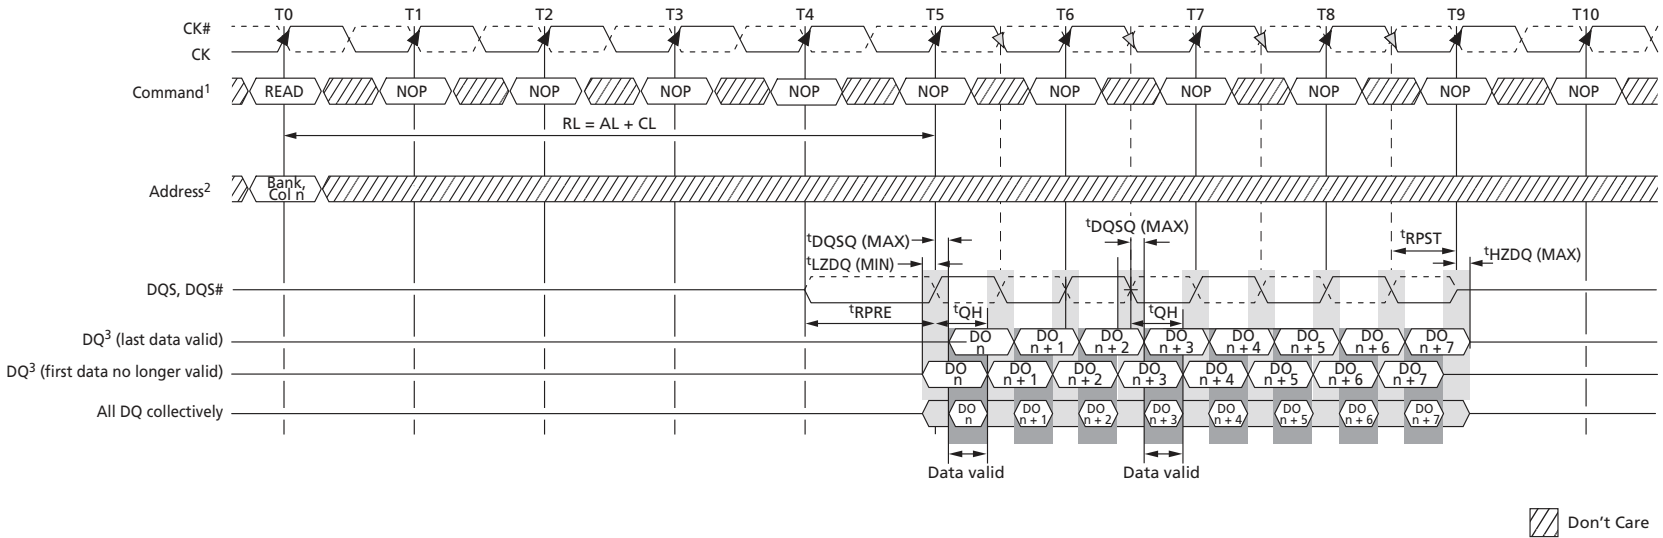 T0 T1 T2 T3 T4 T5 T6 T7 T8 T9 T10
CK#
CK
Command¹ READ NOP NOP NOP NOP NOP NOP NOP NOP NOP NOP
RL = AL + CL
Address² Bank,
Col n
tDQSQ (MAX) tDQSQ (MAX) tRPST
tLZDQ (MIN) tHZDQ (MAX)
DQS, DQS#
tRPRE tQH tQH
DQ³ (last data valid) DO n DO n + 1 DO n + 2 DO n + 3 DO n + 4 DO n + 5 DO n + 6 DO n + 7
DQ³ (first data no longer valid) DO n DO n + 1 DO n + 2 DO n + 3 DO n + 4 DO n + 5 DO n + 6 DO n + 7
All DQ collectively DO n DO n + 1 DO n + 2 DO n + 3 DO n + 4 DO n + 5 DO n + 6 DO n + 7
Data valid Data valid
Don't Care